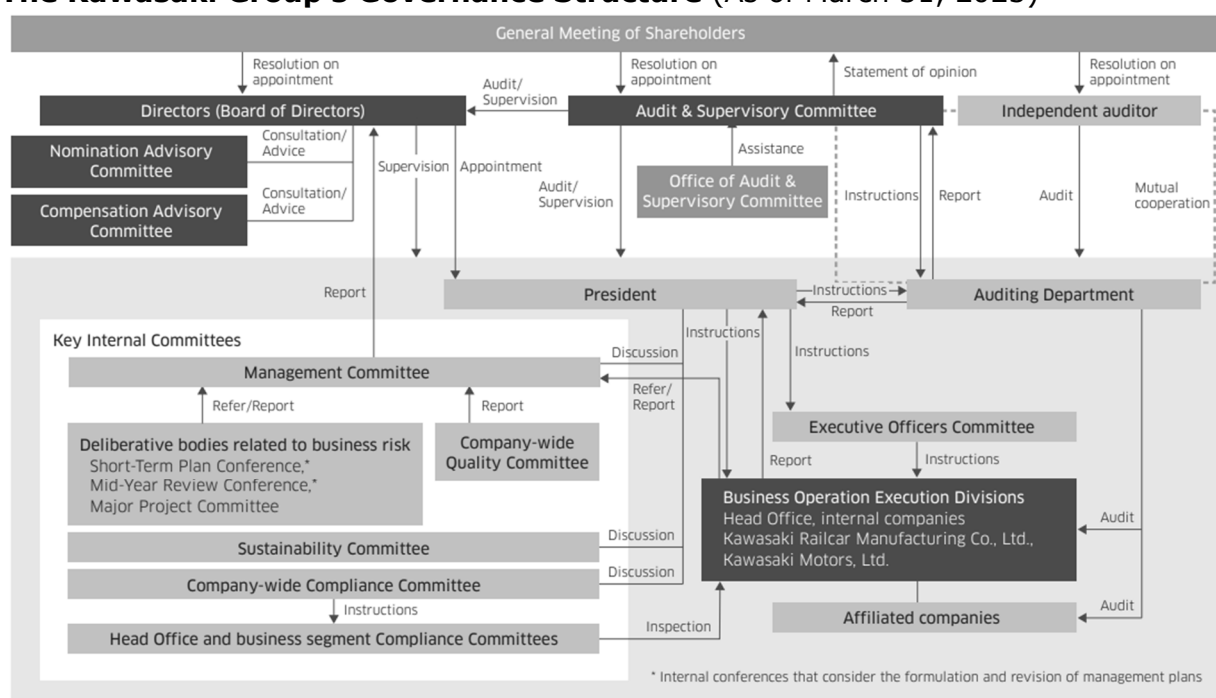 The Kawasaki Group's Governance Structure (As of March 31, 2025)
General Meeting of Shareholders
Resolution on
appointment
Resolution on
appointment
Statement of opinion
Resolution on
appointment
Audit/
Supervision
Directors (Board of Directors)
Audit & Supervisory Committee
Independent auditor
Nomination Advisory
Committee
Consultation/
Advice
Compensation Advisory
Committee
Consultation/
Advice
Supervision
Appointment
Audit/
Supervision
Assistance
Office of Audit &
Supervisory Committee
Instructions
Report
Audit
Mutual
cooperation
Report
President
Instructions
Report
Auditing Department
Key Internal Committees
Management Committee
Discussion
Instructions
Instructions
Refer/
Report
Refer/Report
Report
Deliberative bodies related to business risk
Short-Term Plan Conference,*
Mid-Year Review Conference,*
Major Project Committee
Company-wide
Quality Committee
Executive Officers Committee
Report
Instructions
Business Operation Execution Divisions
Head Office, internal companies
Kawasaki Railcar Manufacturing Co., Ltd.,
Kawasaki Motors, Ltd.
Audit
Sustainability Committee
Discussion
Company-wide Compliance Committee
Discussion
Instructions
Head Office and business segment Compliance Committees
Inspection
Affiliated companies
Audit
* Internal conferences that consider the formulation and revision of management plans